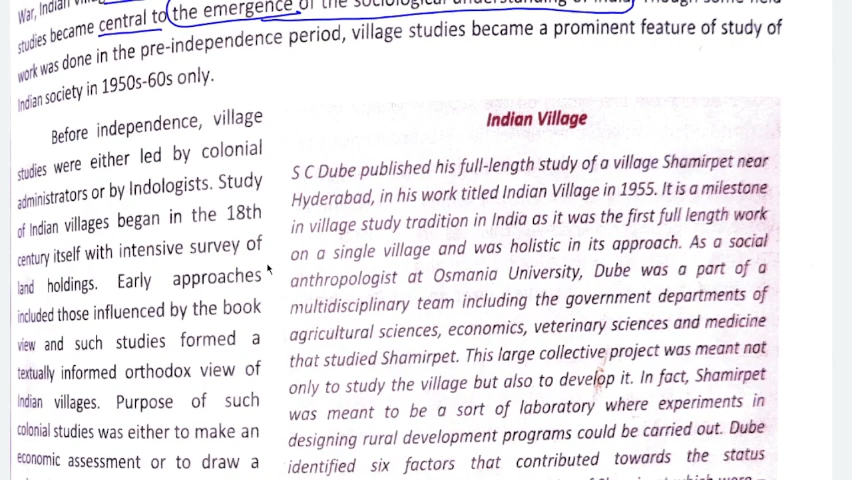 War, Indian
studies became central to the emergence of the sociological understanding of
work was done in the pre-independence period, village studies became a prominent feature of study of
Indian society in 1950s-60s only.
Before independence, village
studies were either led by colonial
administrators or by Indologists. Study
of Indian villages began in the 18th
century itself with intensive survey of
land holdings. Early approaches
included those influenced by the book
view and such studies formed a
textually informed orthodox view of
Indian villages. Purpose of such
colonial studies was either to make an
economic assessment or to draw a
Indian Village
S C Dube published his full-length study of a village Shamirpet near
Hyderabad, in his work titled Indian Village in 1955. It is a milestone
in village study tradition in India as it was the first full length work
on a single village and was holistic in its approach. As a social
anthropologist at Osmania University, Dube was a part of a
multidisciplinary team including the government departments of
agricultural sciences, economics, veterinary sciences and medicine
that studied Shamirpet. This large collective project was meant not
only to study the village but also to develop it. In fact, Shamirpet
was meant to be a sort of laboratory where experiments in
designing rural development programs could be carried out. Dube
identified six factors that contributed towards the status